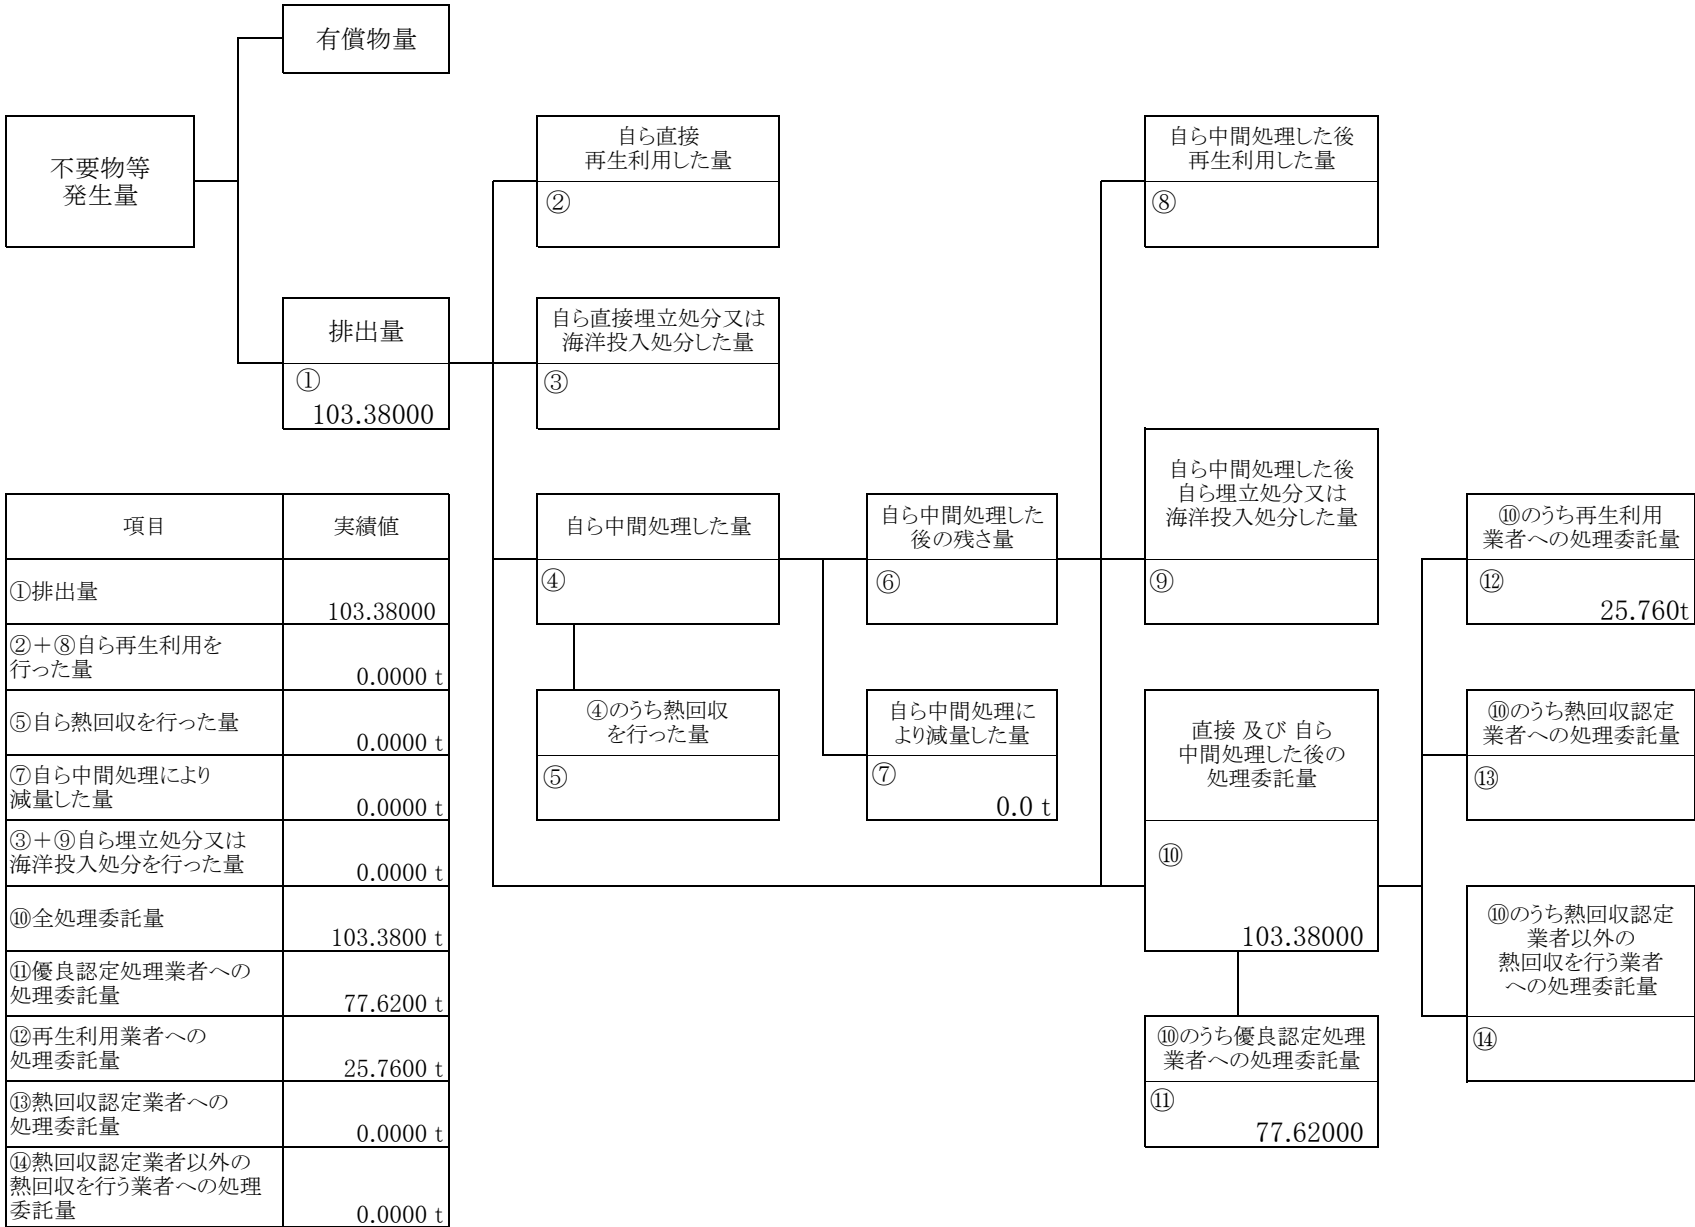 有償物量
不要物等
発生量
排出量
①
103.38000
自ら直接
再生利用した量
②
自ら直接埋立処分又は
海洋投入処分した量
③
自ら中間処理した量
④
④のうち熱回収
を行った量
⑤
自ら中間処理した
後の残さ量
⑥
自ら中間処理に
より減量した量
⑦
0.0 t
自ら中間処理した後
再生利用した量
⑧
自ら中間処理した後
自ら埋立処分又は
海洋投入処分した量
⑨
直接 及び 自ら
中間処理した後の
処理委託量
⑩
103.38000
⑩のうち優良認定処理
業者への処理委託量
⑪
77.62000
⑩のうち再生利用
業者への処理委託量
⑫
25.760t
⑩のうち熱回収認定
業者への処理委託量
⑬
⑩のうち熱回収認定
業者以外の
熱回収を行う業者
への処理委託量
⑭
項目 実績値
①排出量
103.38000
②＋⑧自ら再生利用を
行った量
0.0000 t
⑤自ら熱回収を行った量
0.0000 t
⑦自ら中間処理により
減量した量
0.0000 t
③＋⑨自ら埋立処分又は
海洋投入処分を行った量
0.0000 t
⑩全処理委託量
103.3800 t
⑪優良認定処理業者への
処理委託量
77.6200 t
⑫再生利用業者への
処理委託量
25.7600 t
⑬熱回収認定業者への
処理委託量
0.0000 t
⑭熱回収認定業者以外の
熱回収を行う業者への処理
委託量
0.0000 t